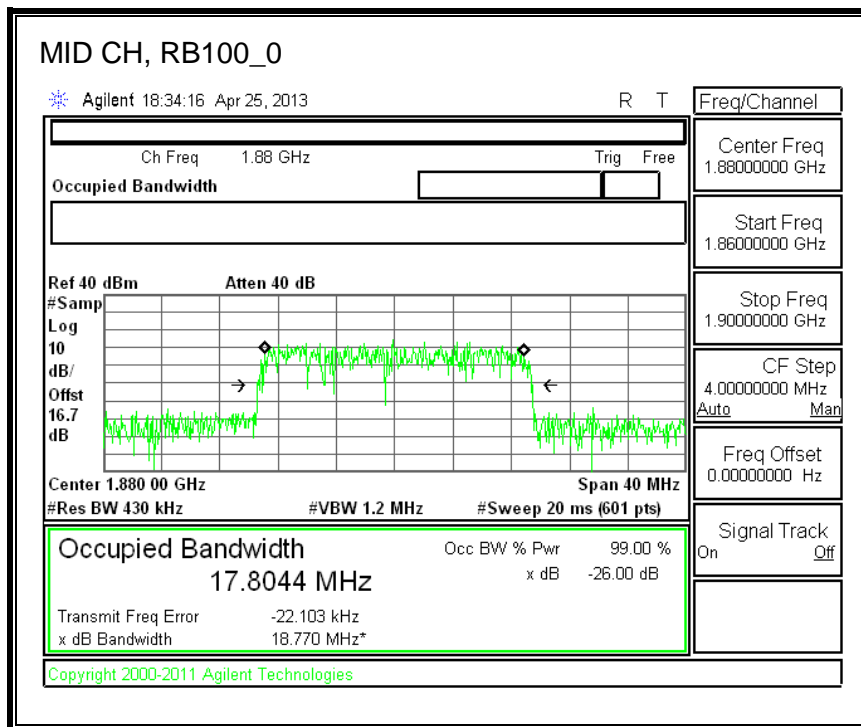 MID CH, RB100_0
Agilent 18:34:16 Apr 25, 2013 R T
Freq/Channel
Ch Freq 1.88 GHz Trig Free
Occupied Bandwidth
Center Freq
1.88000000 GHz
Start Freq
1.86000000 GHz
Stop Freq
1.90000000 GHz
CF Step
4.00000000 MHz
Auto Man
Freq Offset
0.00000000 Hz
Signal Track
On Off
Ref 40 dBm Atten 40 dB
#Samp
Log
10
dB/
Offst
16.7
dB
Center 1.880 00 GHz Span 40 MHz
#Res BW 430 kHz #VBW 1.2 MHz #Sweep 20 ms (601 pts)
Occupied Bandwidth Occ BW % Pwr 99.00 %
17.8044 MHz x dB -26.00 dB
Transmit Freq Error -22.103 kHz
x dB Bandwidth 18.770 MHz*
Copyright 2000-2011 Agilent Technologies